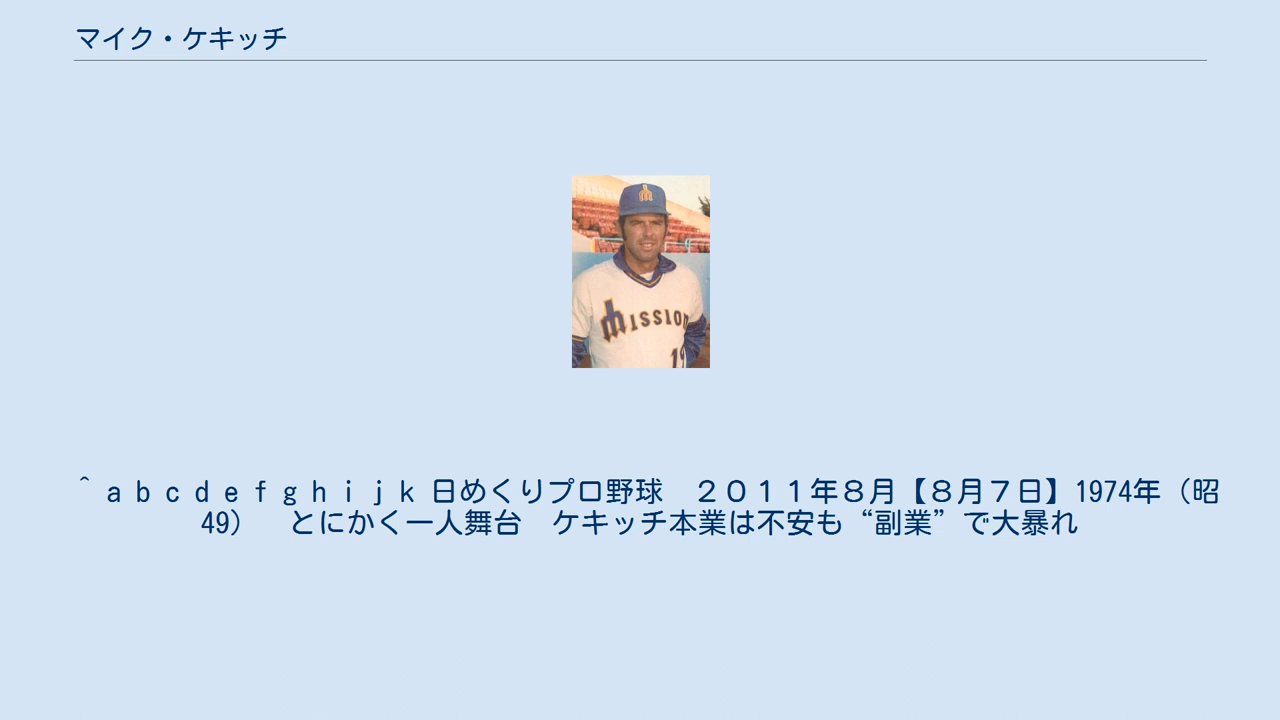 マイク・ケキッチ
mission
19
^ a b c d e f g h i j k 日めくりプロ野球　２０１１年８月【８月７日】1974年（昭
49）　とにかく一人舞台　ケキッチ本業は不安も“副業”で大暴れ